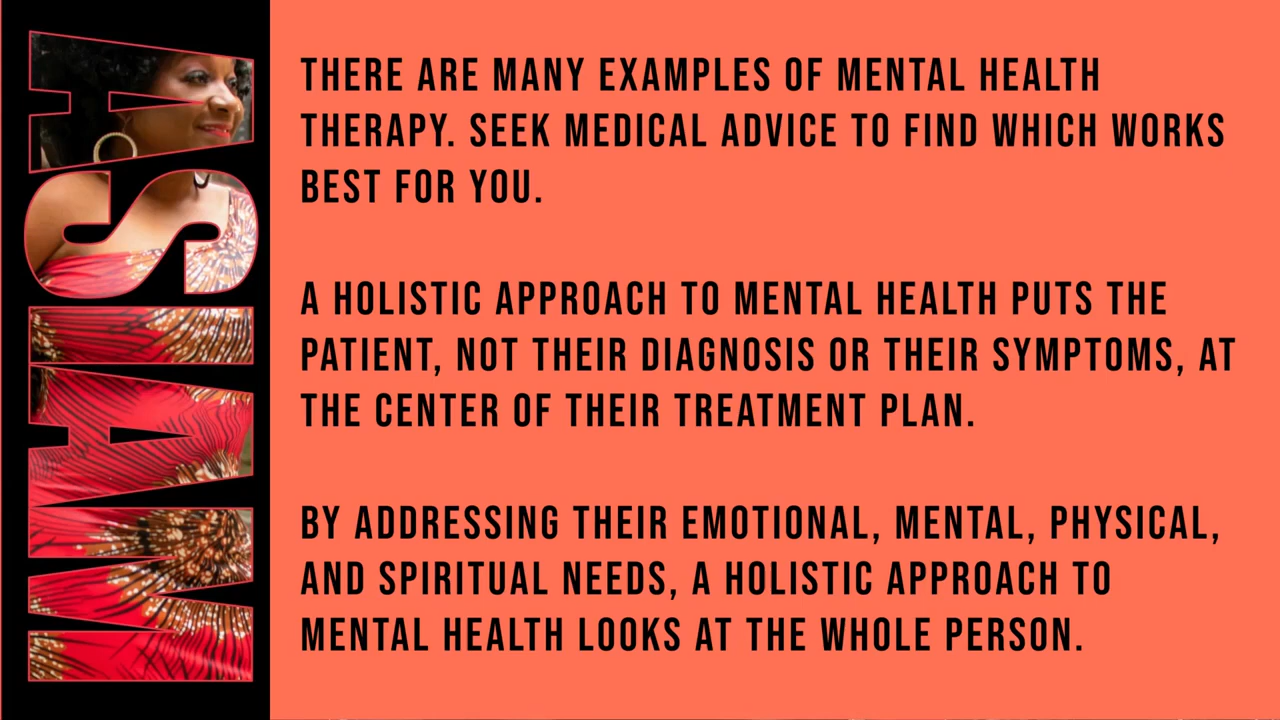 ASIAM
THERE ARE MANY EXAMPLES OF MENTAL HEALTH
THERAPY. SEEK MEDICAL ADVICE TO FIND WHICH WORKS
BEST FOR YOU.
A HOLISTIC APPROACH TO MENTAL HEALTH PUTS THE
PATIENT, NOT THEIR DIAGNOSIS OR THEIR SYMPTOMS, AT
THE CENTER OF THEIR TREATMENT PLAN.
BY ADDRESSING THEIR EMOTIONAL, MENTAL, PHYSICAL,
AND SPIRITUAL NEEDS, A HOLISTIC APPROACH TO
MENTAL HEALTH LOOKS AT THE WHOLE PERSON.